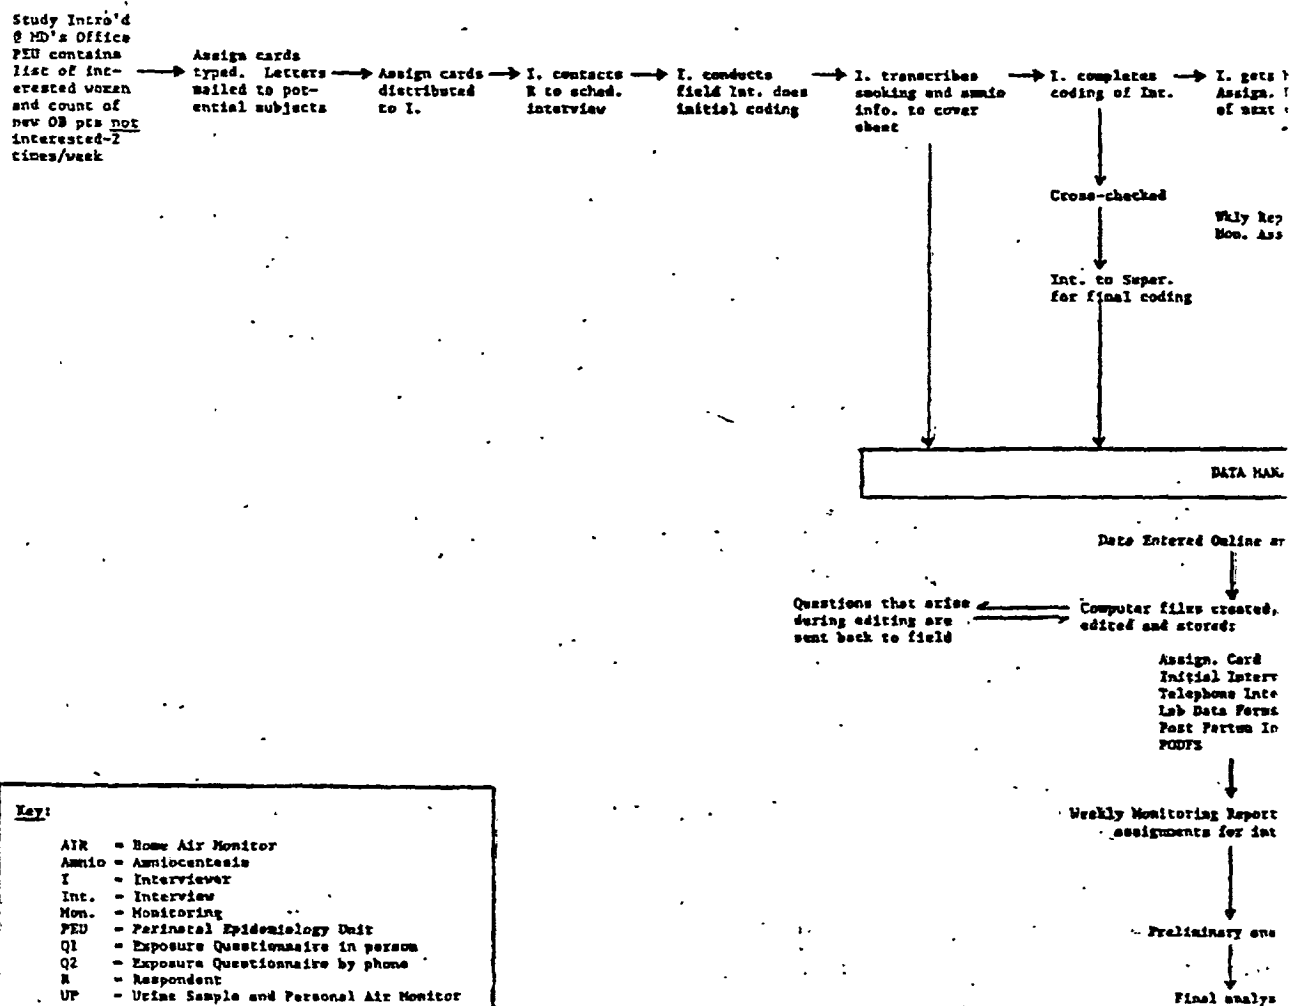 Study Intro'd
@ MD's Office
PEU contains
list of int-
erested women
and count of
new OB pts not
interested-2
times/week
Assign cards
typed. Letters
mailed to pot-
ential subjects
Assign cards
distributed
to I.
I. contacts
R to sched.
interview
I. conducts
field Int. does
initial coding
I. transcribes
smoking and amnio
info. to cover
sheet
I. completes
coding of Int.
I. gets
Assign.
of next
Cross-checked
Wkly Rep
Mon. Ass
Int. to Super.
for final coding
DATA MAN
Data Entered Online
Questions that arise
during editing are
sent back to field
Computer files created,
edited and stored:
Assign. Card
Initial Interv
Telephone Inte
Lab Data Forms
Post Partum In
PODFS
Weekly Monitoring Report
assignments for int
Preliminary ana
Final analys
Key:
AIR = Home Air Monitor
Amnio = Amniocentesis
I = Interviewer
Int. = Interview
Mon. = Monitoring
PEU = Perinatal Epidemiology Unit
Q1 = Exposure Questionnaire in person
Q2 = Exposure Questionnaire by phone
R = Respondent
UP = Urine Sample and Personal Air Monitor